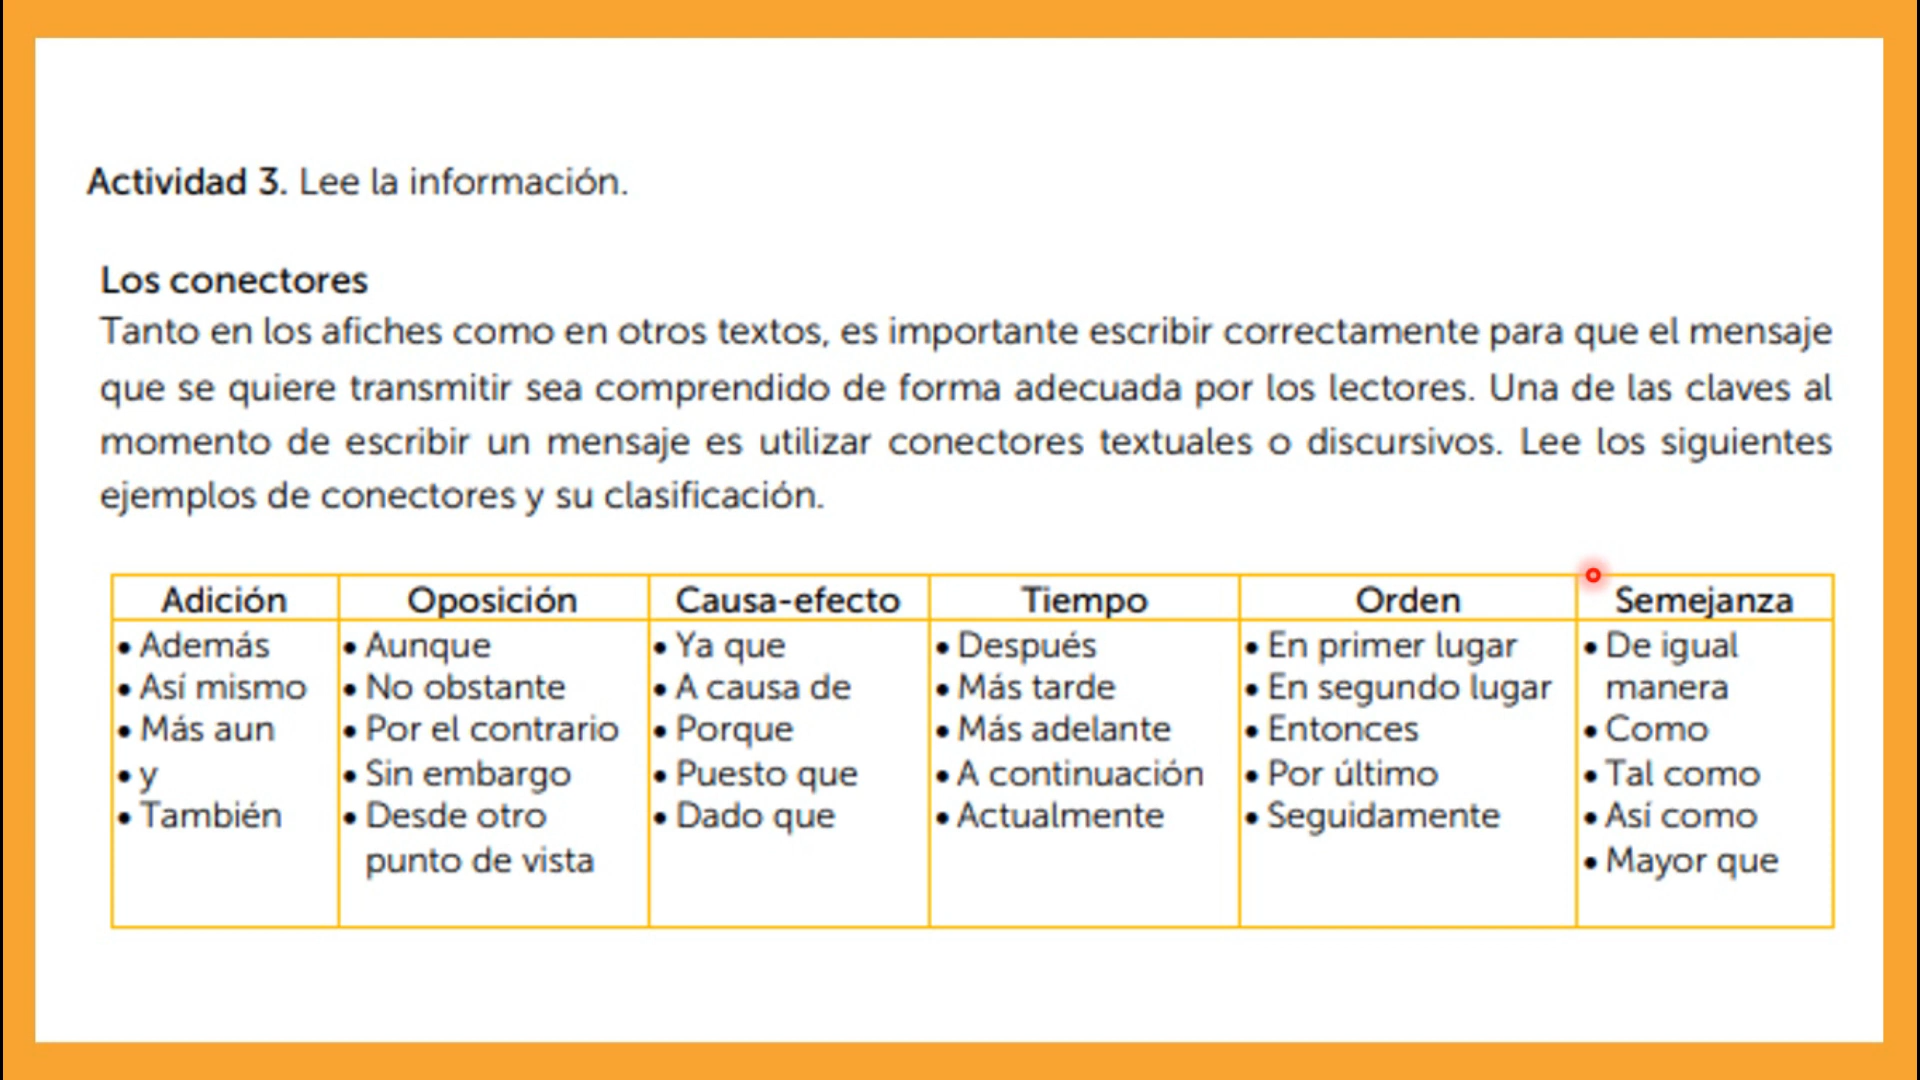 Actividad 3. Lee la información.
Los conectores
Tanto en los afiches como en otros textos, es importante escribir correctamente para que el mensaje
que se quiere transmitir sea comprendido de forma adecuada por los lectores. Una de las claves al
momento de escribir un mensaje es utilizar conectores textuales o discursivos. Lee los siguientes
ejemplos de conectores y su clasificación.
Adición
• Además
• Así mismo
• Más aun
• y
• También
Oposición
• Aunque
• No obstante
• Por el contrario
• Sin embargo
• Desde otro
punto de vista
Causa-efecto
• Ya que
• A causa de
• Porque
• Puesto que
• Dado que
Tiempo
• Después
• Más tarde
• Más adelante
• A continuación
• Actualmente
Orden
• En primer lugar
• En segundo lugar
• Entonces
• Por último
• Seguidamente
Semejanza
• De igual
manera
• Como
• Tal como
• Así como
• Mayor que